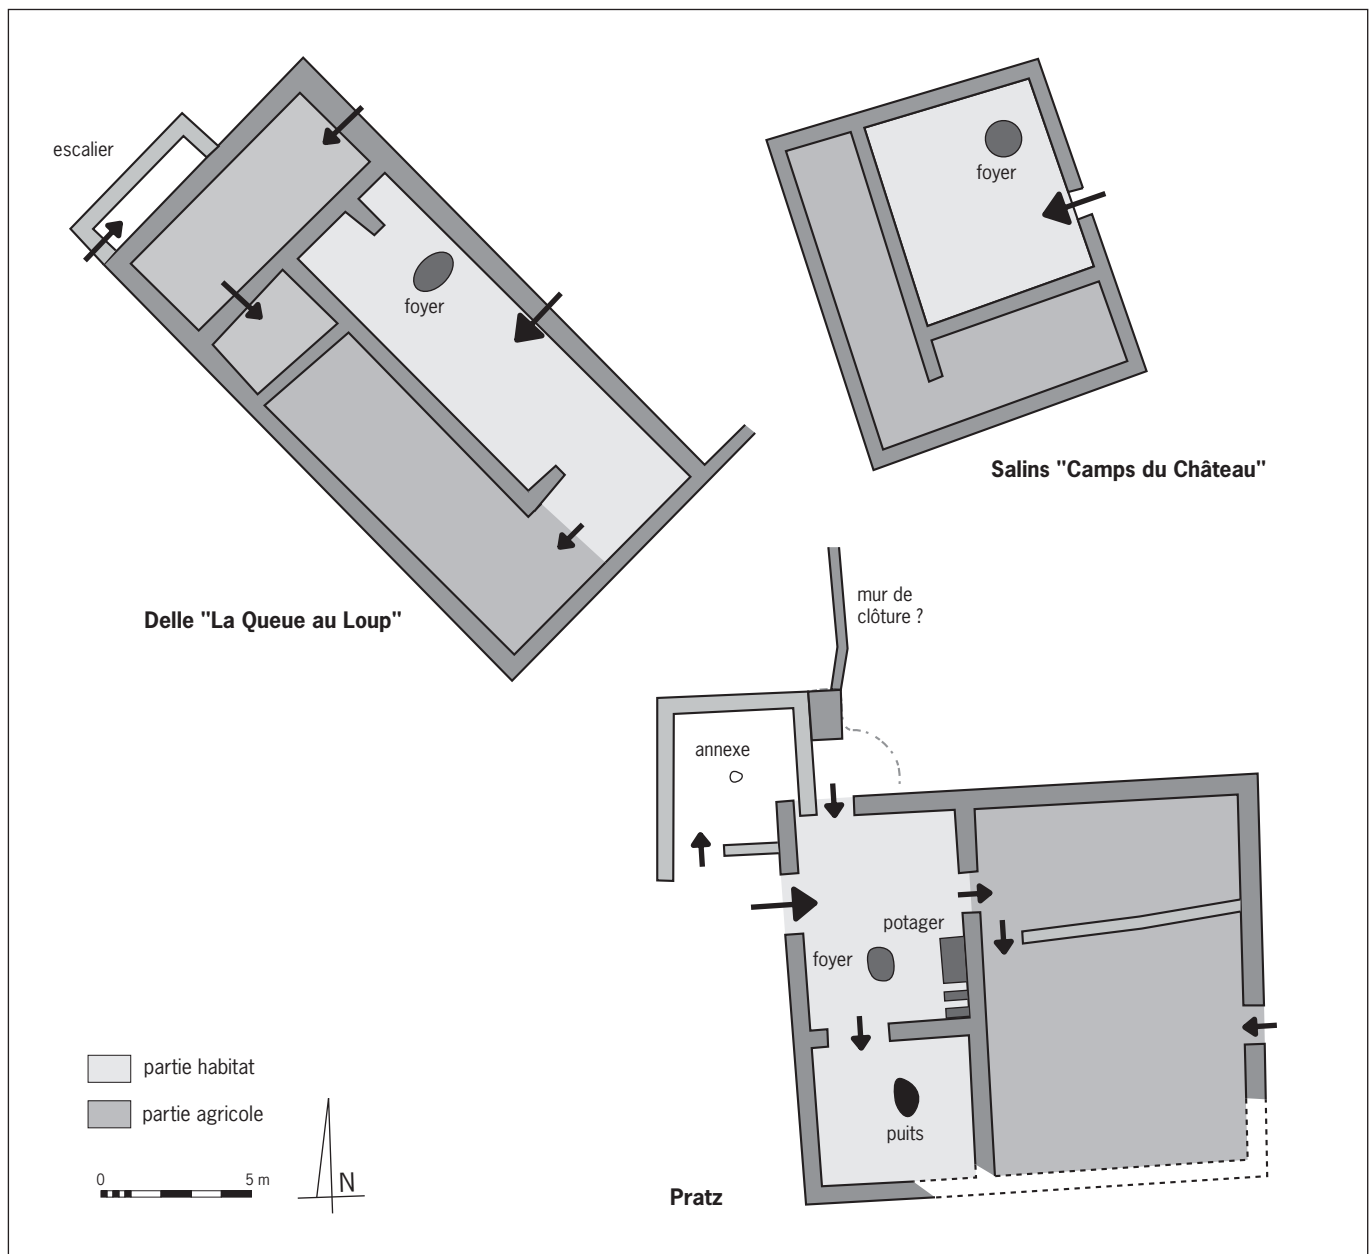 escalier
foyer
foyer
Salins "Camps du Château"
Delle "La Queue au Loup"
mur de
clôture ?
annexe
potager
foyer
partie habitat
partie agricole
puits
0 5 m
N
Pratz